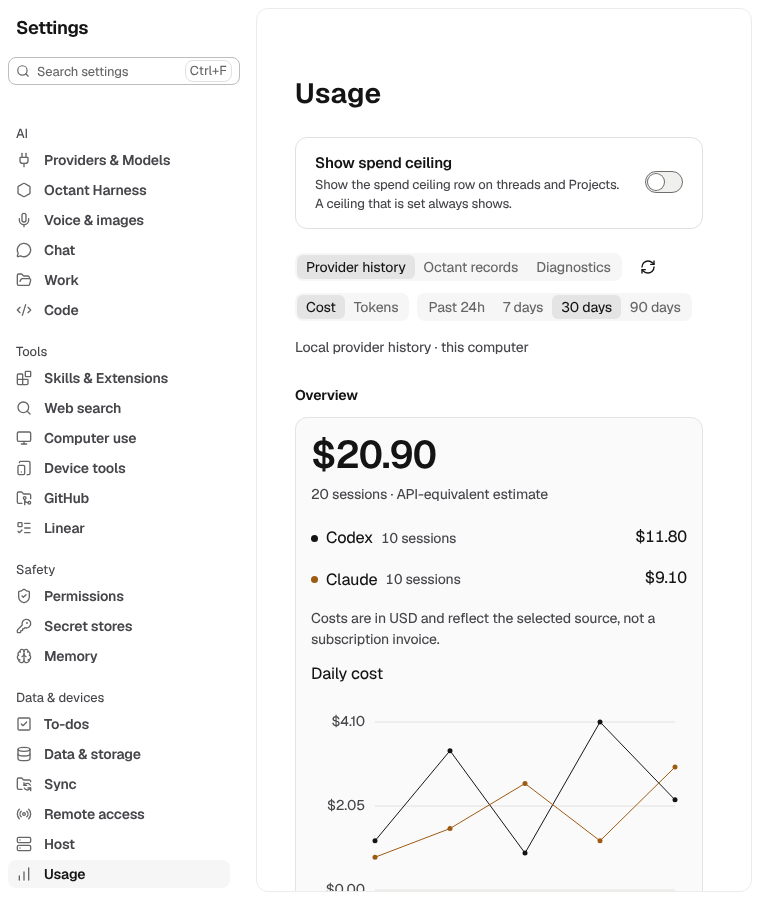 Settings
Search settings Ctrl+F
AI
Providers & Models
Octant Harness
Voice & images
Chat
Work
Code
Tools
Skills & Extensions
Web search
Computer use
Device tools
GitHub
Linear
Safety
Permissions
Secret stores
Memory
Data & devices
To-dos
Data & storage
Sync
Remote access
Host
Usage
Usage
Show spend ceiling
Show the spend ceiling row on threads and Projects.
A ceiling that is set always shows.
Provider history Octant records Diagnostics
Cost Tokens Past 24h 7 days 30 days 90 days
Local provider history · this computer
Overview
$20.90
20 sessions · API-equivalent estimate
Codex 10 sessions $11.80
Claude 10 sessions $9.10
Costs are in USD and reflect the selected source, not a
subscription invoice.
Daily cost
$4.10
$2.05
$0.00